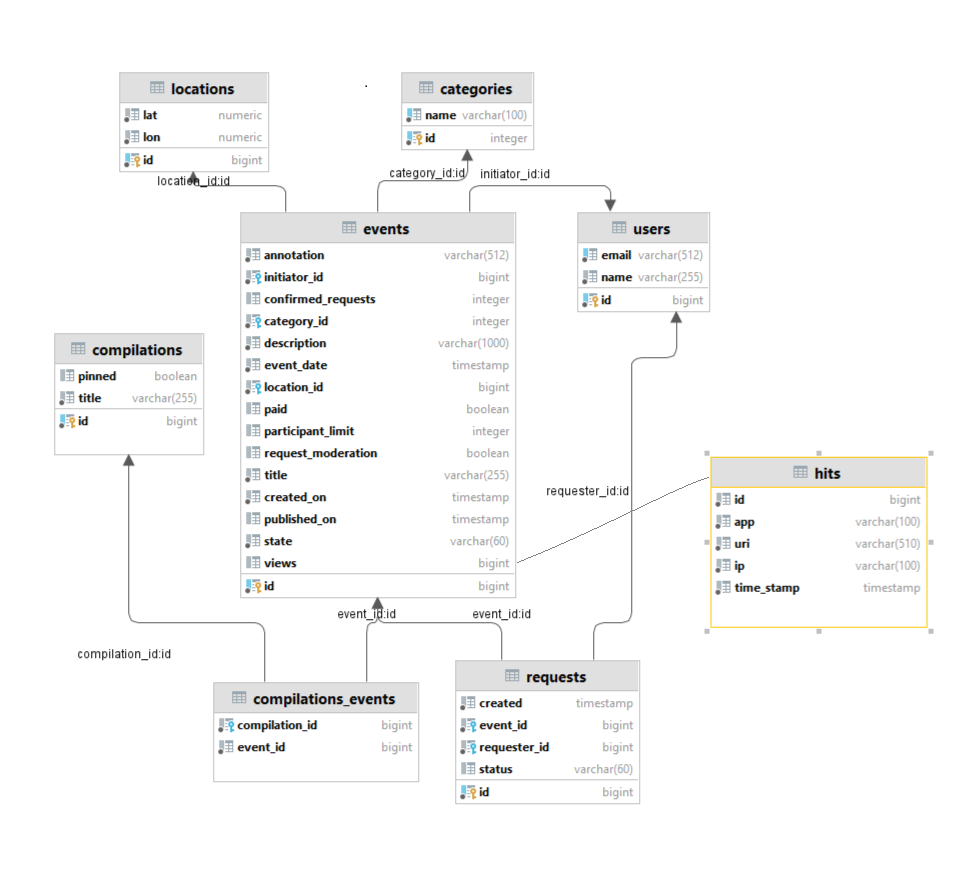 locations
lat numeric
lon numeric
id bigint
categories
name varchar(100)
id integer
location_id:id
category_id:id
initiator_id:id
events
annotation varchar(512)
initiator_id bigint
confirmed_requests integer
category_id integer
description varchar(1000)
event_date timestamp
location_id bigint
paid boolean
participant_limit integer
request_moderation boolean
title varchar(255)
created_on timestamp
published_on timestamp
state varchar(60)
views bigint
id bigint
users
email varchar(512)
name varchar(255)
id bigint
compilations
pinned boolean
title varchar(255)
id bigint
requester_id:id
hits
id bigint
app varchar(100)
uri varchar(510)
ip varchar(100)
time_stamp timestamp
event_id:id
event_id:id
compilation_id:id
compilations_events
compilation_id bigint
event_id bigint
requests
created timestamp
event_id bigint
requester_id bigint
status varchar(60)
id bigint